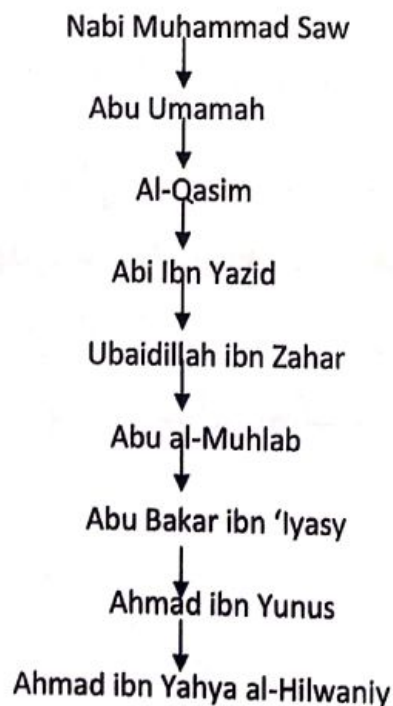 Nabi Muhammad Saw
Abu Umamah
Al-Qasim
Abi Ibn Yazid
Ubaidillah ibn Zahar
Abu al-Muhlab
Abu Bakar ibn ‘Iyasy
Ahmad ibn Yunus
Ahmad ibn Yahya al-Hilwaniy